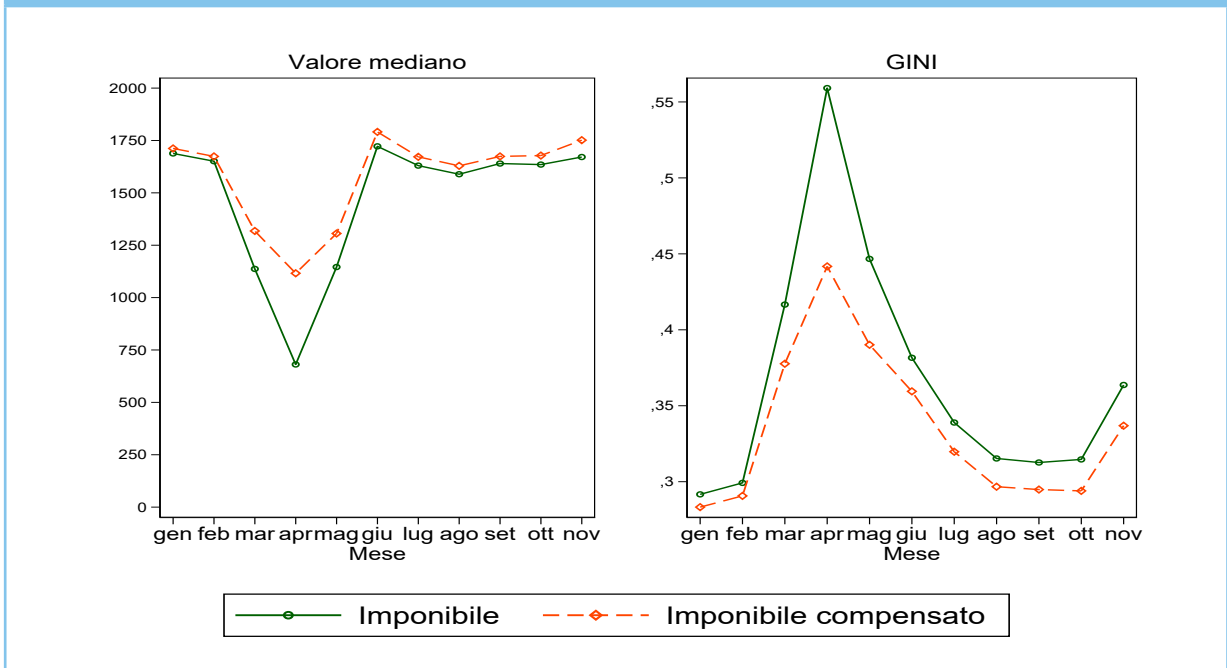 Valore mediano
2000
1750
1500
1250
1000
750
500
250
0
gen feb mar apr mag giu lug ago set ott nov
Mese
GINI
,55
,5
,45
,4
,35
,3
gen feb mar apr mag giu lug ago set ott nov
Mese
Imponibile
Imponibile compensato